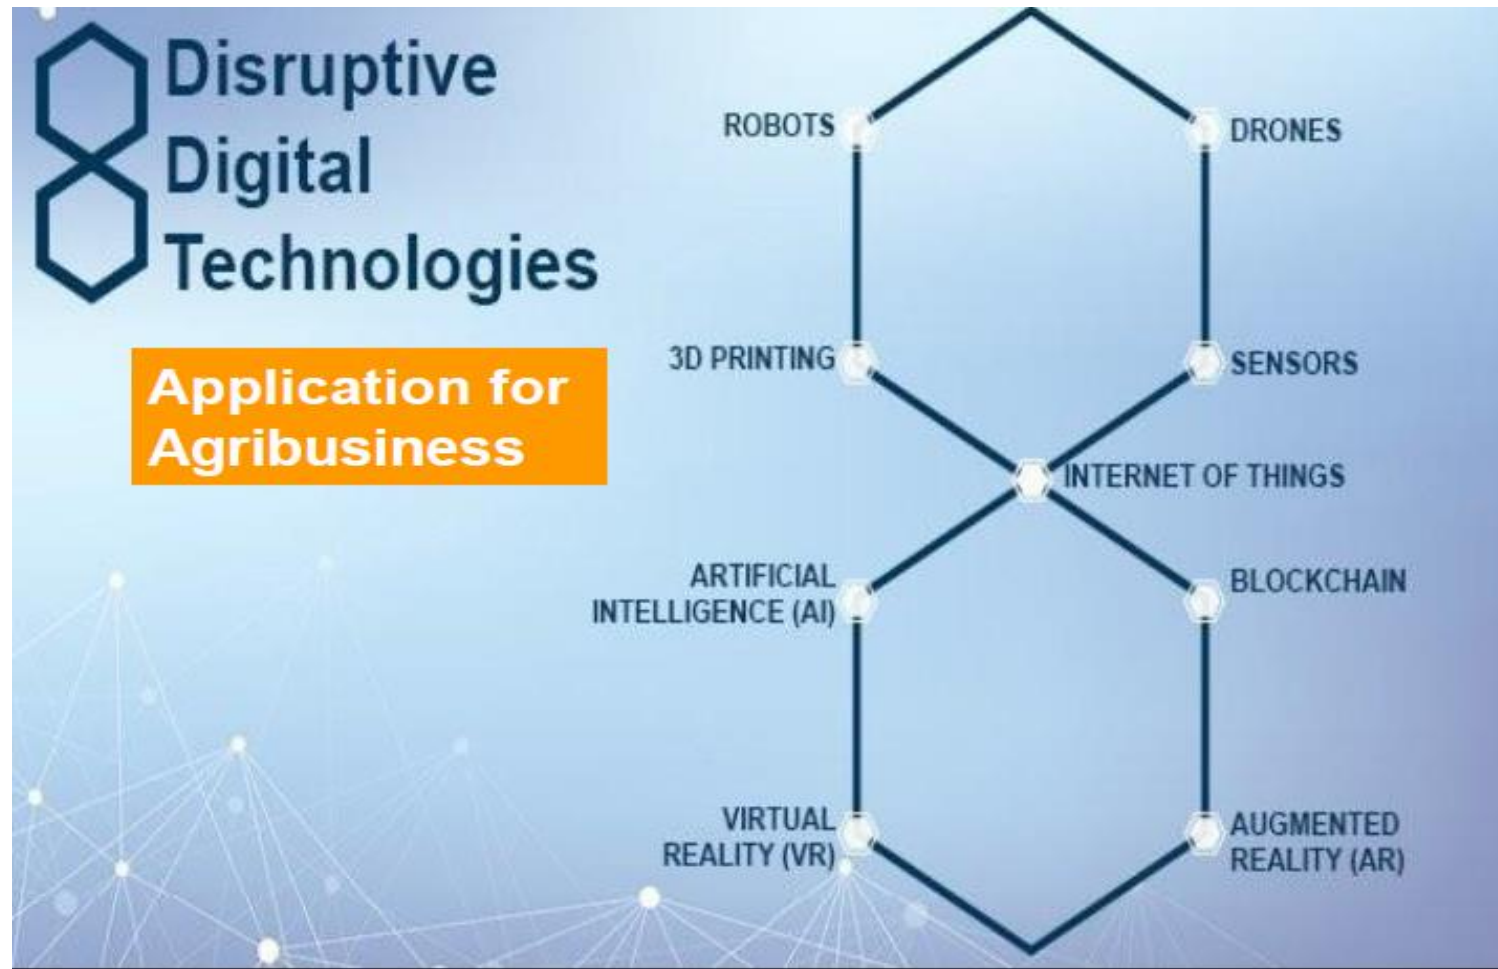 Disruptive
Digital
Technologies
Application for
Agribusiness
ROBOTS
DRONES
3D PRINTING
SENSORS
INTERNET OF THINGS
ARTIFICIAL
INTELLIGENCE (AI)
BLOCKCHAIN
VIRTUAL
REALITY (VR)
AUGMENTED
REALITY (AR)